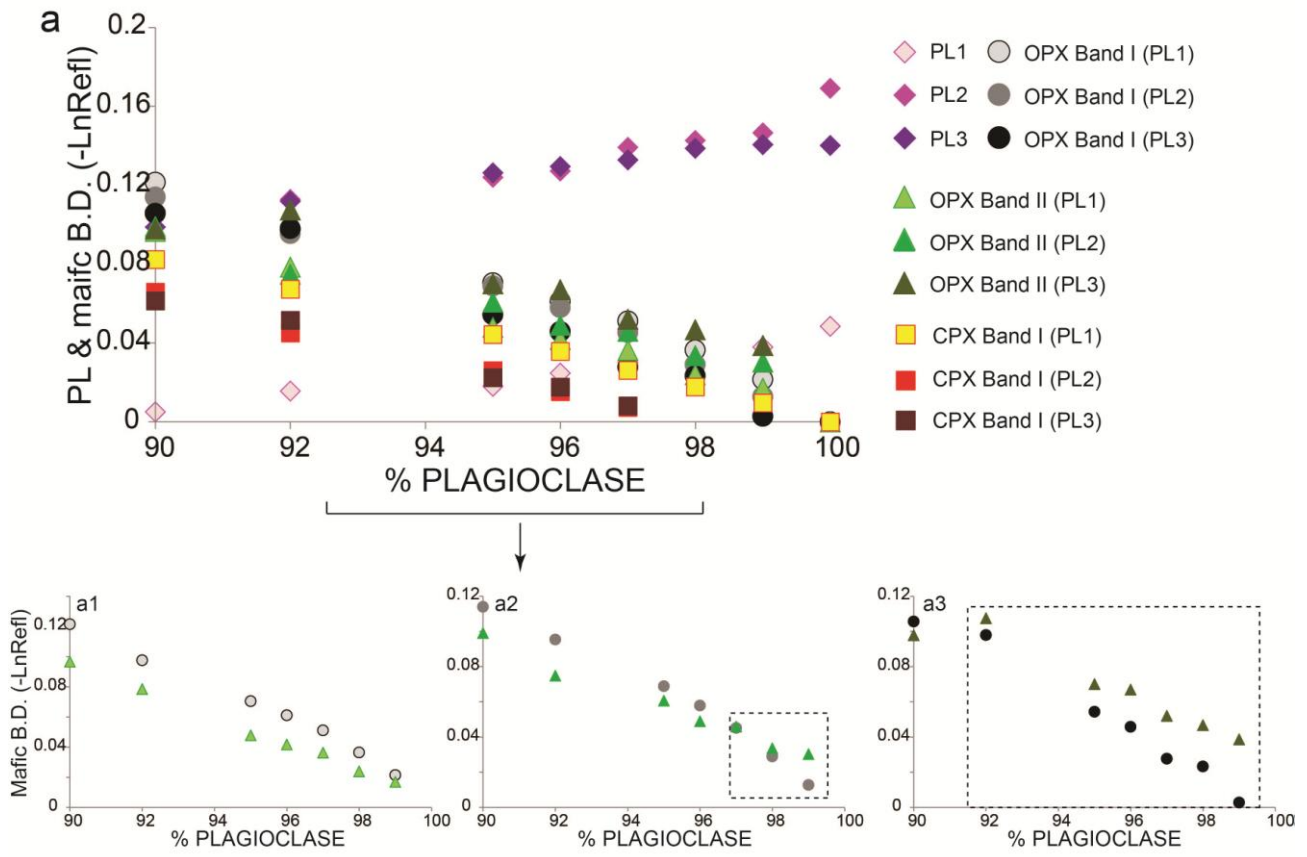 a
0.2
0.16
0.12
0.08
0.04
0
PL & maifc B.D. (-LnRefl)
90 92 94 96 98 100
% PLAGIOCLASE
PL1 OPX Band I (PL1)
PL2 OPX Band I (PL2)
PL3 OPX Band I (PL3)
OPX Band II (PL1)
OPX Band II (PL2)
OPX Band II (PL3)
CPX Band I (PL1)
CPX Band I (PL2)
CPX Band I (PL3)
a1
Mafic B.D. (-LnRefl)
0.12
0.08
0.04
0
90 92 94 96 98 100
% PLAGIOCLASE
a2
0.12
0.08
0.04
0
90 92 94 96 98 100
% PLAGIOCLASE
a3
0.12
0.08
0.04
0
90 92 94 96 98 100
% PLAGIOCLASE